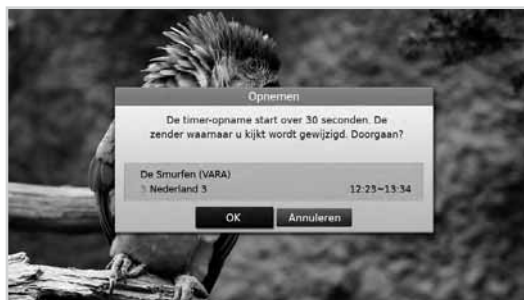 Opnemen
De timer-opname start over 30 seconden. De
zender waarnaar u kijkt wordt gewijzigd. Doorgaan?
De Smurfen (VARA)
3 Nederland 3 12:23~13:34
OK Annuleren